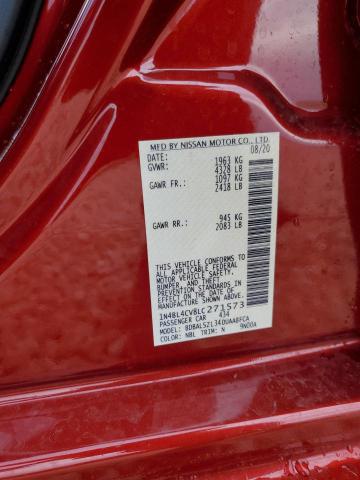 MFD BY NISSAN MOTOR CO., LTD.
DATE: 08/20
GVWR: 1963 KG
4328 LB
GAWR FR.: 1097 KG
2418 LB
GAWR RR.: 945 KG
2083 LB
THIS VEHICLE CONFORMS TO
ALL APPLICABLE FEDERAL
MOTOR VEHICLE SAFETY,
BUMPER, AND THEFT
PREVENTION STANDARDS
IN EFFECT ON THE DATE OF
MANUFACTURE SHOWN ABOVE.
1N4BL4CV8LC271573
PASSENGER CAR 434
MODEL: BDBALSZL34DUAABFCA
COLOR: NBL TRIM: N 9N00A